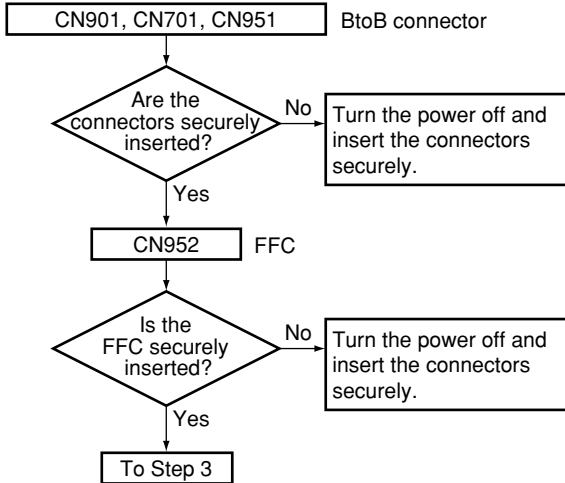 CN901, CN701, CN951
BtoB connector
Are the
connectors securely
inserted?
No
Turn the power off and
insert the connectors
securely.
Yes
CN952
FFC
Is the
FFC securely
inserted?
No
Turn the power off and
insert the connectors
securely.
Yes
To Step 3